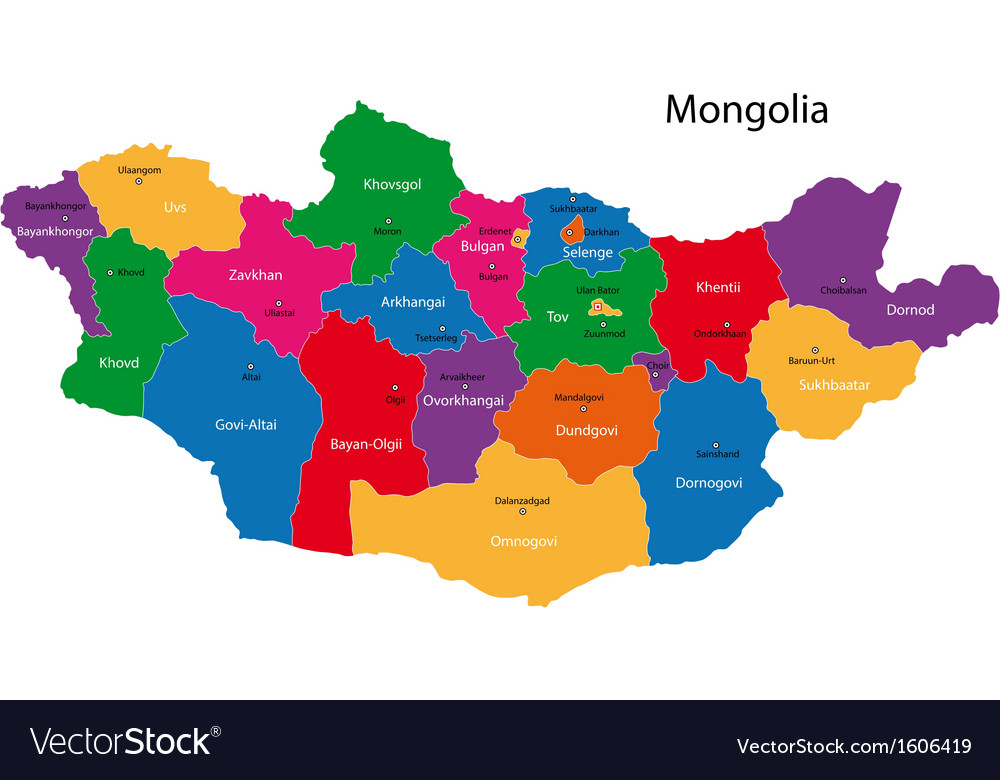 Mongolia
Khovsgol
Moron
Ulaangom
Uvs
Bayankhongor
Bayankhongor
Khovd
Khovd
Zavkhan
Uliastai
Arkhangai
Tsetserleg
Erdenet
Bulgan
Bulgan
Sukhbaatar
Darkhan
Selenge
Ulan Bator
Tov
Zuunmod
Khentii
Ondorkhaan
Choibalsan
Dornod
Baruun-Urt
Sukhbaatar
Choir
Altai
Govi-Altai
Olgii
Bayan-Olgii
Arvaikheer
Ovorkhangai
Mandalgovi
Dundgovi
Sainshand
Dornogovi
Dalanzadgad
Omnogovi
VectorStock®
VectorStock.com/1606419